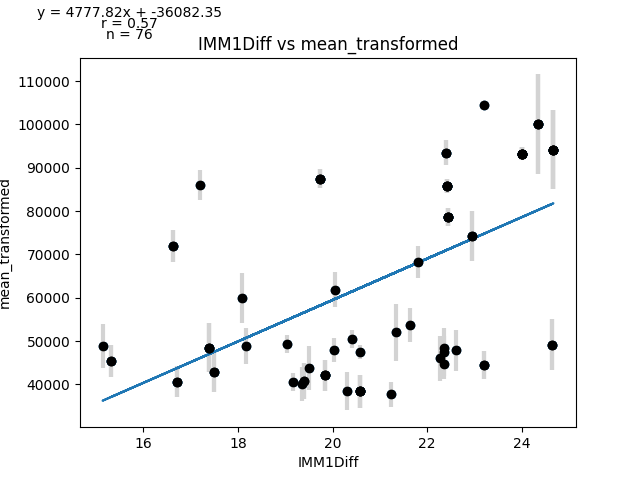 y = 4777.82x + -36082.35
r = 0.57
n = 76
IMM1Diff vs mean_transformed
110000
100000
90000
80000
70000
60000
50000
40000
mean_transformed
16 18 20 22 24
IMM1Diff